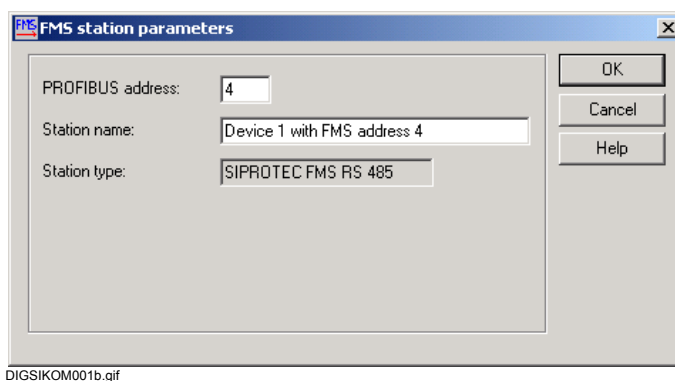 FMS FMS station parameters
PROFIBUS address: 4
Station name: Device 1 with FMS address 4
Station type: SIPROTEC FMS RS 485
OK
Cancel
Help
DIGSIKOM001b.gif